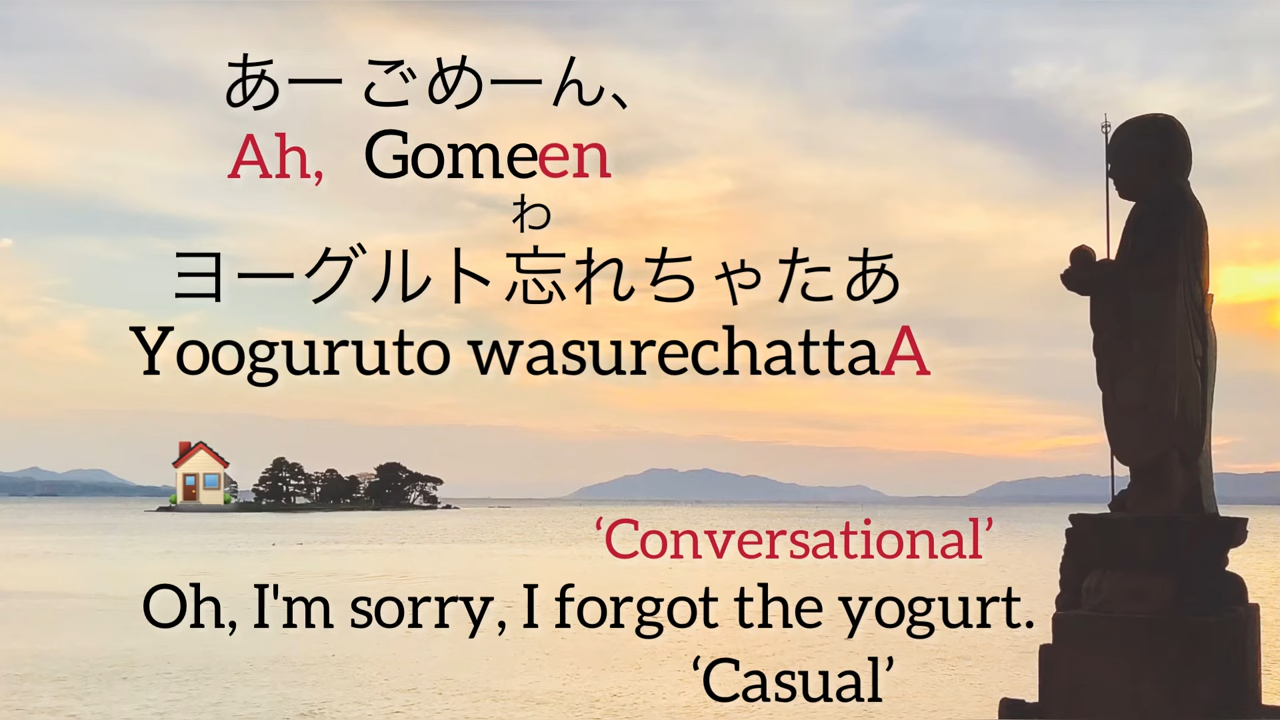 あー ごめーん、
Ah, Gomeen
わ
ヨーグルト忘れちゃたあ
Yooguruto wasurechattaA
‘Conversational’
Oh, I'm sorry, I forgot the yogurt.
‘Casual’